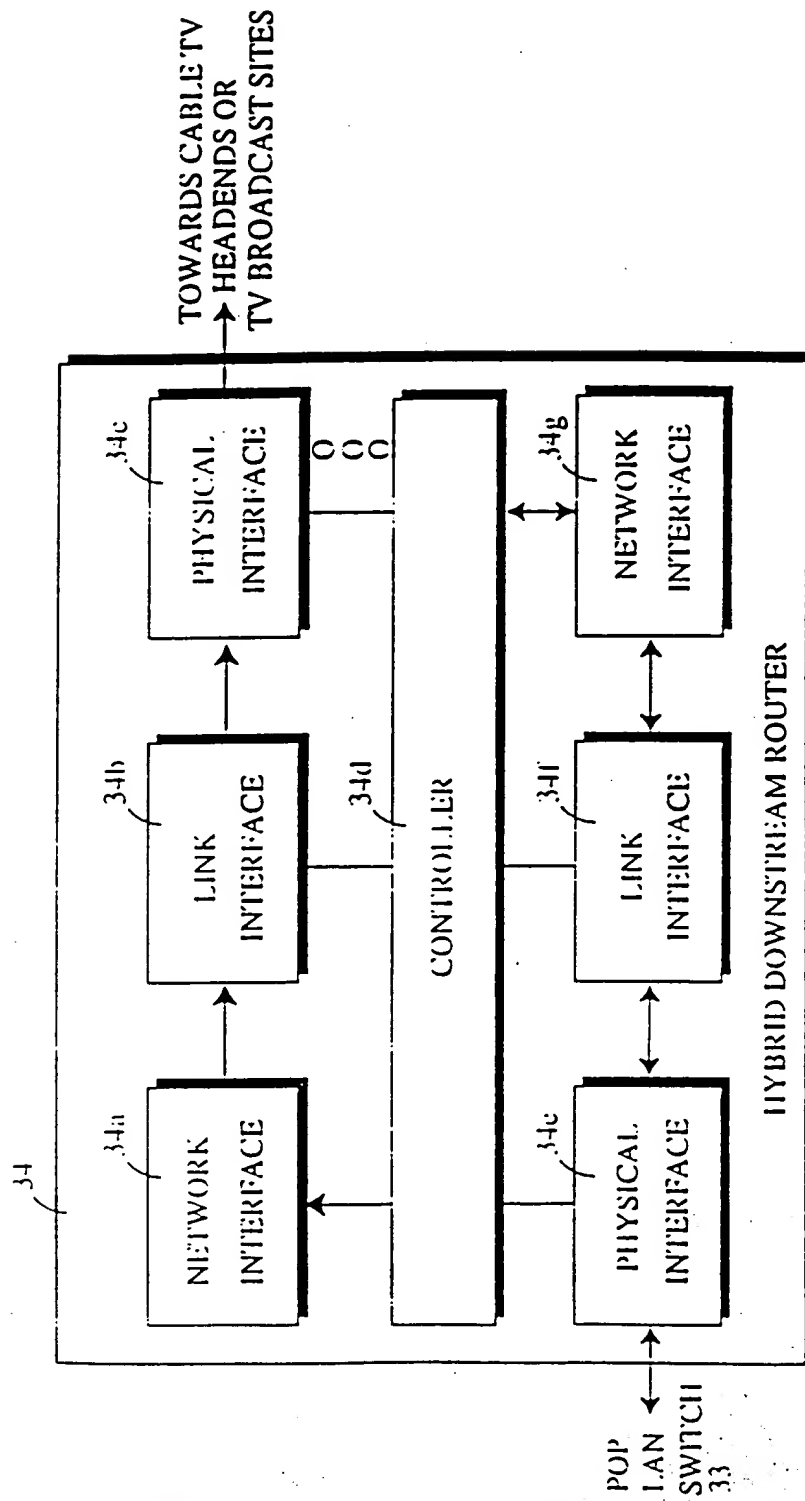 34
34a
NETWORK
INTERFACE
34b
LINK
INTERFACE
34c
PHYSICAL
INTERFACE
TOWARDS CABLE TV
HEADENDS OR
TV BROADCAST SITES
34d
CONTROLLER
34e
PHYSICAL
INTERFACE
34f
LINK
INTERFACE
34g
NETWORK
INTERFACE
POP
LAN
SWITCH
33
HYBRID DOWNSTREAM ROUTER